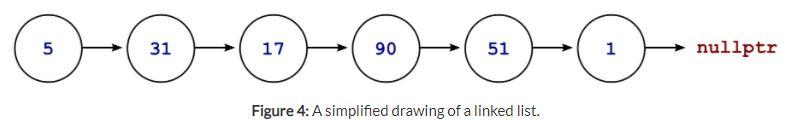 5 31 17 90 51 1 nullptr
Figure 4: A simplified drawing of a linked list.